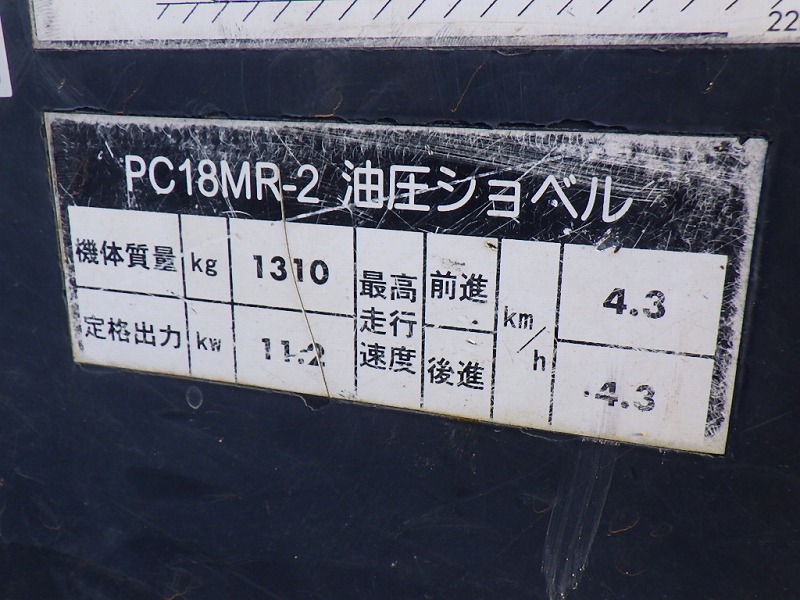 22
PC18MR-2 油圧ショベル
機体質量 kg 1310 最高走行速度 前進 km/h 4.3
定格出力 kw 11.2 後進 4.3